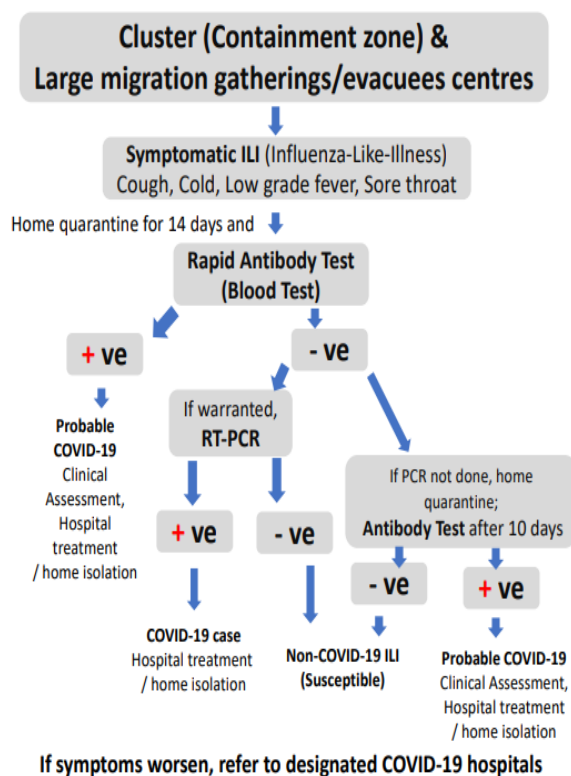 Cluster (Containment zone) &
Large migration gatherings/evacuees centres
Symptomatic ILI (Influenza-Like-Illness)
Cough, Cold, Low grade fever, Sore throat
Home quarantine for 14 days and
Rapid Antibody Test
(Blood Test)
+ ve
- ve
Probable
COVID-19
Clinical
Assessment,
Hospital
treatment
/ home isolation
If warranted,
RT-PCR
If PCR not done, home
quarantine;
Antibody Test after 10 days
+ ve
- ve
- ve
+ ve
COVID-19 case
Hospital treatment
/ home isolation
Non-COVID-19 ILI
(Susceptible)
Probable COVID-19
Clinical Assessment,
Hospital treatment
/ home isolation
If symptoms worsen, refer to designated COVID-19 hospitals